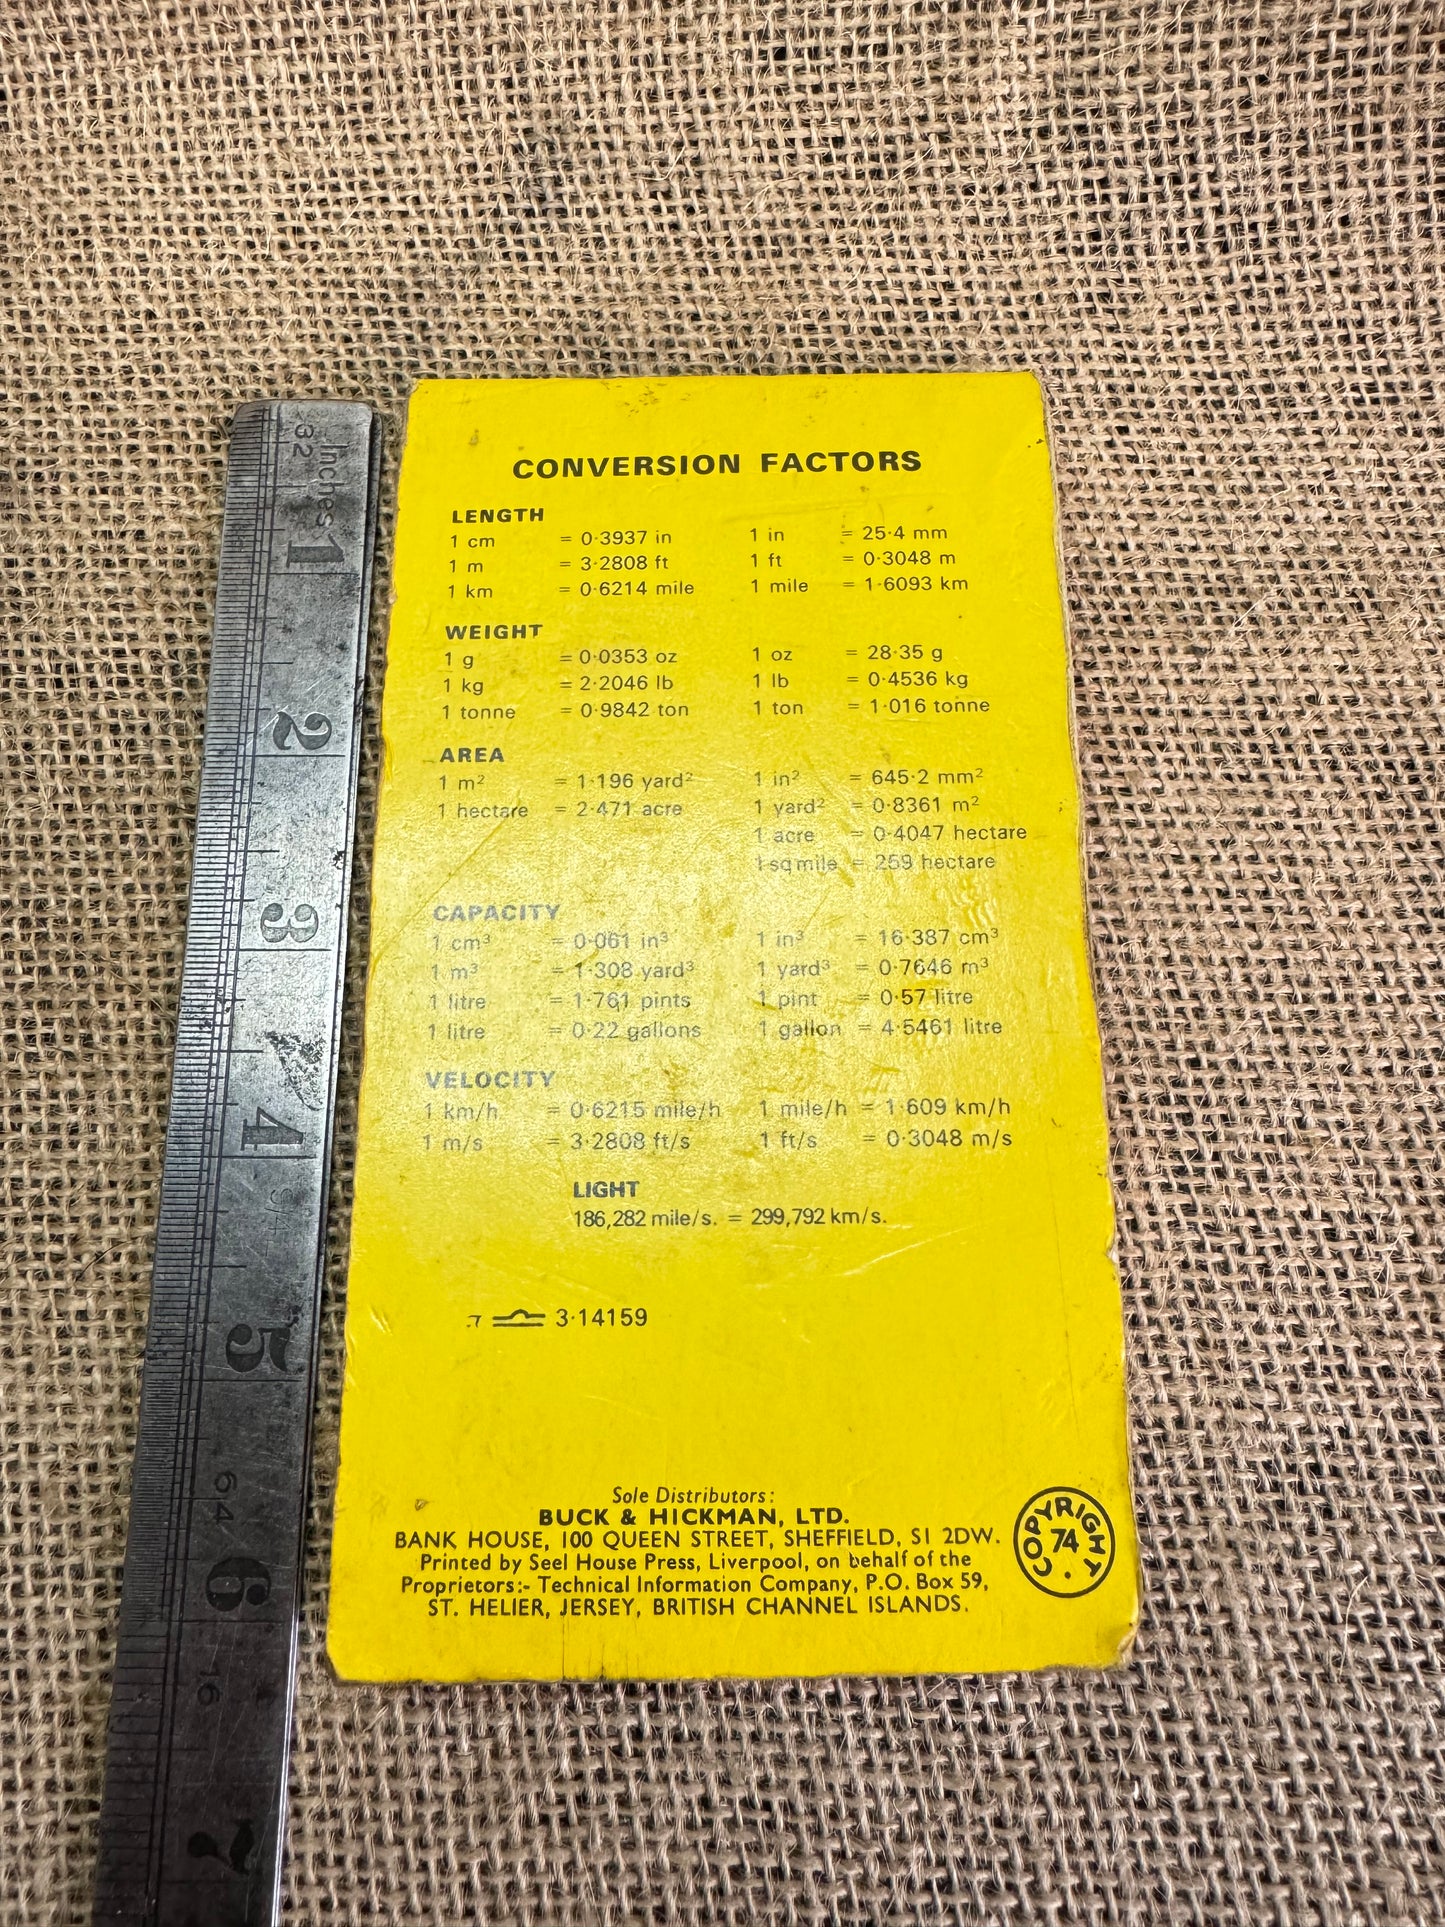 CONVERSION FACTORS
LENGTH
1 cm = 0·3937 in 1 in = 25·4 mm
1 m = 3·2808 ft 1 ft = 0·3048 m
1 km = 0·6214 mile 1 mile = 1·6093 km
WEIGHT
1 g = 0·0353 oz 1 oz = 28·35 g
1 kg = 2·2046 lb 1 lb = 0·4536 kg
1 tonne = 0·9842 ton 1 ton = 1·016 tonne
AREA
1 m² = 1·196 yard² 1 in² = 645·2 mm²
1 hectare = 2·471 acre 1 yard² = 0·8361 m²
1 acre = 0·4047 hectare
1 sq mile = 259 hectare
CAPACITY
1 cm³ = 0·061 in³ 1 in³ = 16·387 cm³
1 m³ = 1·308 yard³ 1 yard³ = 0·7646 m³
1 litre = 1·761 pints 1 pint = 0·57 litre
1 litre = 0·22 gallons 1 gallon = 4·5461 litre
VELOCITY
1 km/h = 0·6215 mile/h 1 mile/h = 1·609 km/h
1 m/s = 3·2808 ft/s 1 ft/s = 0·3048 m/s
LIGHT
186,282 mile/s. = 299,792 km/s.
3·14159
Sole Distributors:
BUCK & HICKMAN, LTD.
BANK HOUSE, 100 QUEEN STREET, SHEFFIELD, S1 2DW.
Printed by Seel House Press, Liverpool, on behalf of the
Proprietors:- Technical Information Company, P.O. Box 59,
ST. HELIER, JERSEY, BRITISH CHANNEL ISLANDS.
COPYRIGHT
74
Inches
32
1
2
3
4
5
64
6
16
7